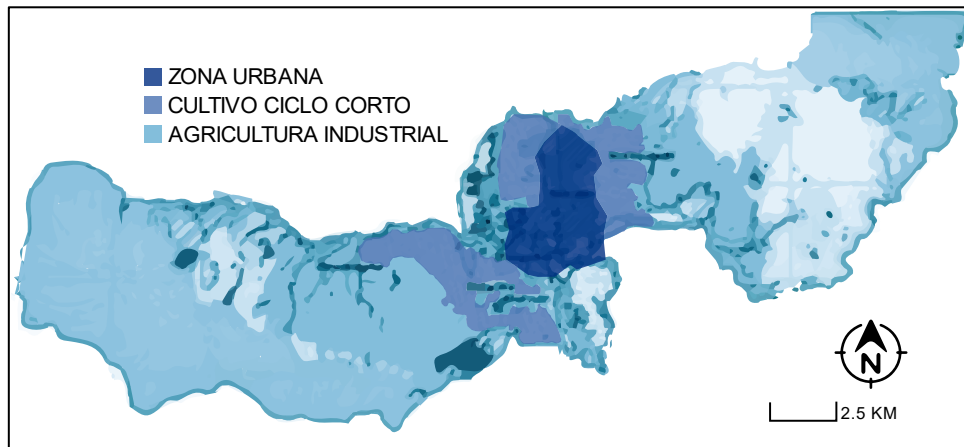 ZONA URBANA
CULTIVO CICLO CORTO
AGRICULTURA INDUSTRIAL
N
2.5 KM